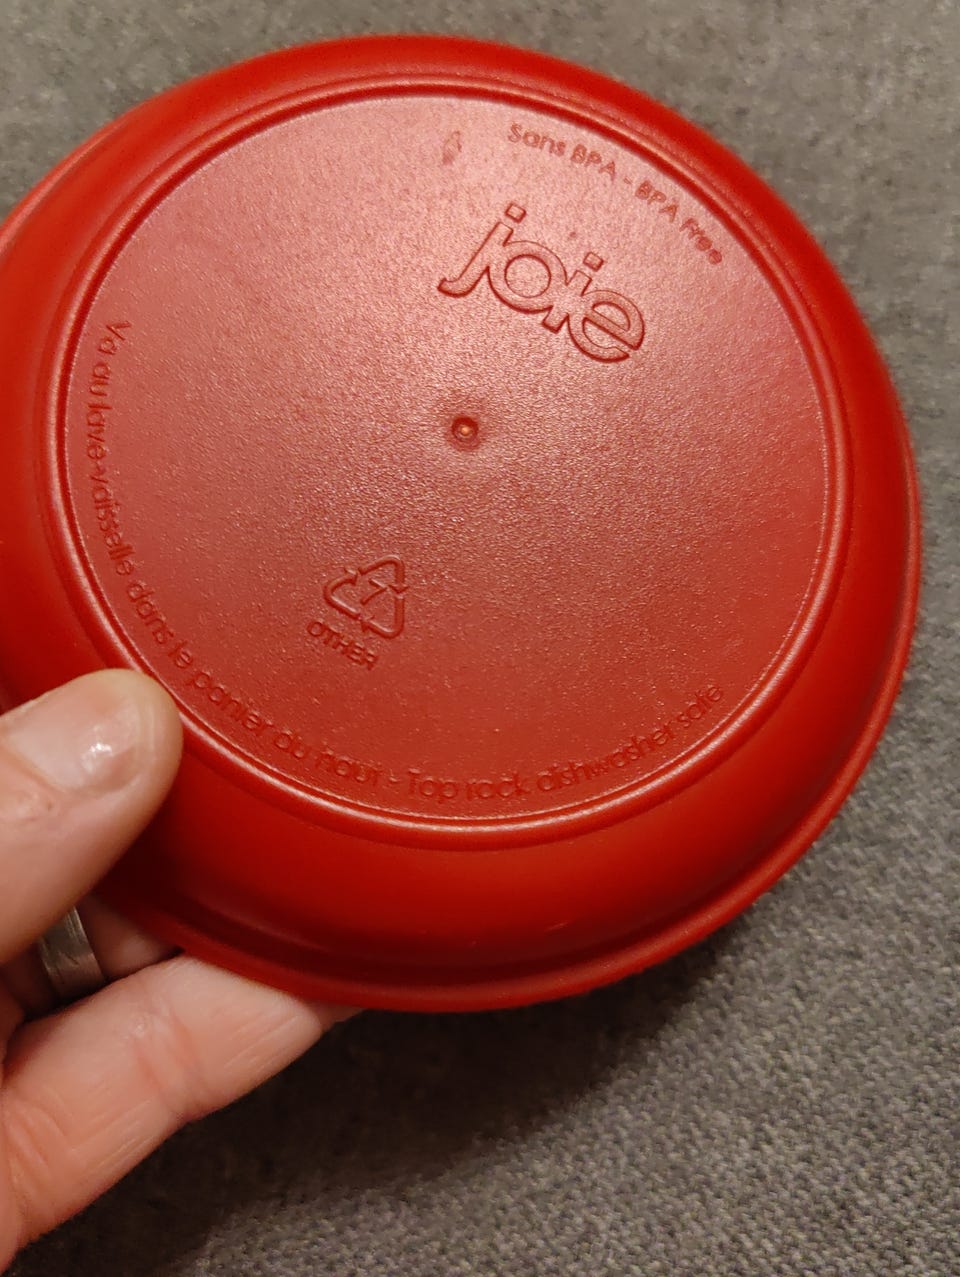 Sans BPA - BPA Free
joie
7
OTHER
Va au lave-vaisselle dans le panier du haut - Top rack dishwasher safe